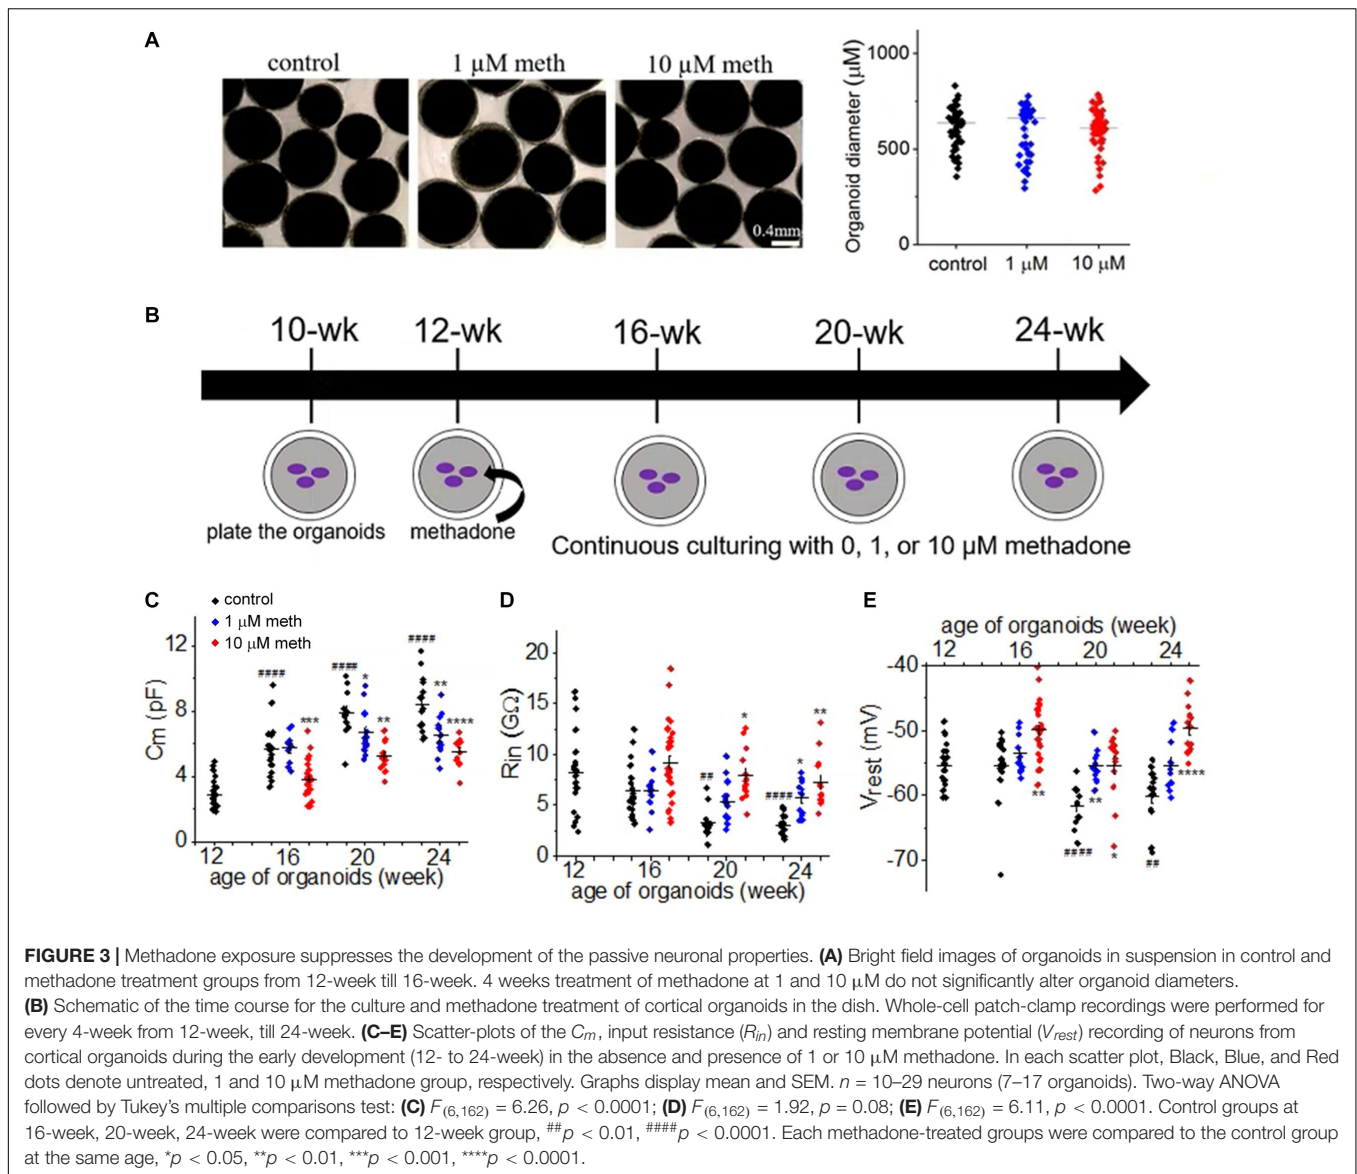 A
control
1 µM meth
10 µM meth
0.4mm
Organoid diameter (µM)
1000
500
0
control 1 µM 10 µM
B
10-wk 12-wk 16-wk 20-wk 24-wk
plate the organoids
methadone
Continuous culturing with 0, 1, or 10 µM methadone
C
control
1 µM meth
10 µM meth
Cm (pF)
12
8
4
0
####
***
####
*
**
####
**
****
12 16 20 24
age of organoids (week)
D
Rin (GΩ)
20
15
10
5
0
##
*
####
*
**
12 16 20 24
age of organoids (week)
E
age of organoids (week)
12 16 20 24
Vrest (mV)
-40
-50
-60
-70
**
####
**
*
##
****
FIGURE 3 | Methadone exposure suppresses the development of the passive neuronal properties. (A) Bright field images of organoids in suspension in control and
methadone treatment groups from 12-week till 16-week. 4 weeks treatment of methadone at 1 and 10 µM do not significantly alter organoid diameters.
(B) Schematic of the time course for the culture and methadone treatment of cortical organoids in the dish. Whole-cell patch-clamp recordings were performed for
every 4-week from 12-week, till 24-week. (C–E) Scatter-plots of the Cm, input resistance (Rin) and resting membrane potential (Vrest) recording of neurons from
cortical organoids during the early development (12- to 24-week) in the absence and presence of 1 or 10 µM methadone. In each scatter plot, Black, Blue, and Red
dots denote untreated, 1 and 10 µM methadone group, respectively. Graphs display mean and SEM. n = 10–29 neurons (7–17 organoids). Two-way ANOVA
followed by Tukey's multiple comparisons test: (C) F(6,162) = 6.26, p < 0.0001; (D) F(6,162) = 1.92, p = 0.08; (E) F(6,162) = 6.11, p < 0.0001. Control groups at
16-week, 20-week, 24-week were compared to 12-week group, ##p < 0.01, ####p < 0.0001. Each methadone-treated groups were compared to the control group
at the same age, *p < 0.05, **p < 0.01, ***p < 0.001, ****p < 0.0001.